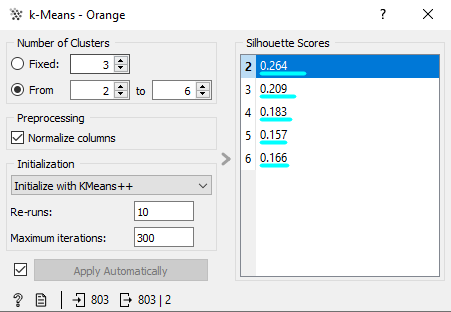 k-Means - Orange
Number of Clusters
Fixed: 3
From 2 to 6
Preprocessing
Normalize columns
Initialization
Initialize with KMeans++
Re-runs: 10
Maximum iterations: 300
Apply Automatically
803 803 | 2
Silhouette Scores
2 0.264
3 0.209
4 0.183
5 0.157
6 0.166